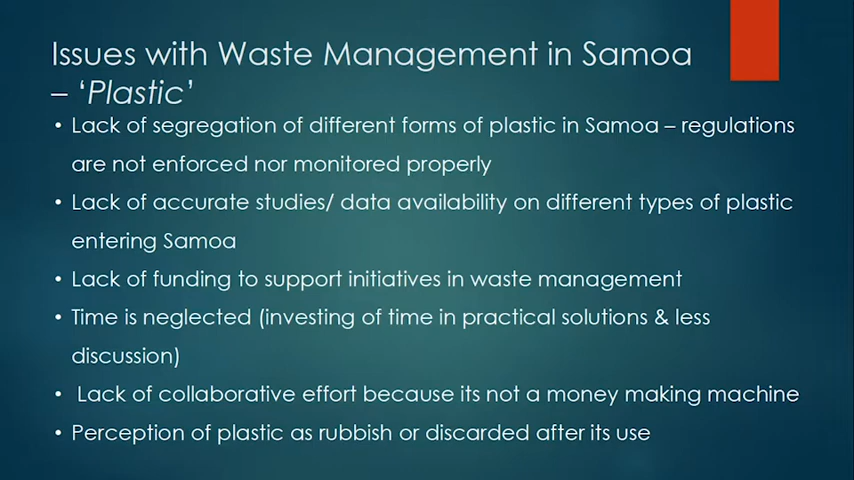 Issues with Waste Management in Samoa
– ‘Plastic’
• Lack of segregation of different forms of plastic in Samoa – regulations
are not enforced nor monitored properly
• Lack of accurate studies/ data availability on different types of plastic
entering Samoa
• Lack of funding to support initiatives in waste management
• Time is neglected (investing of time in practical solutions & less
discussion)
• Lack of collaborative effort because its not a money making machine
• Perception of plastic as rubbish or discarded after its use